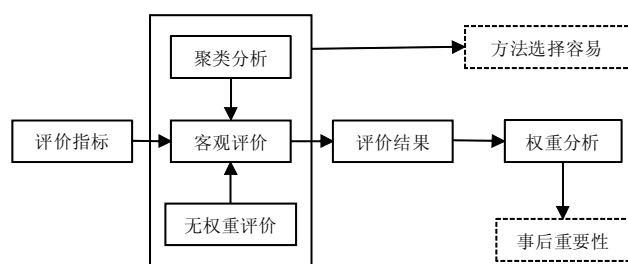 聚类分析
方法选择容易
评价指标
客观评价
评价结果
权重分析
无权重评价
事后重要性